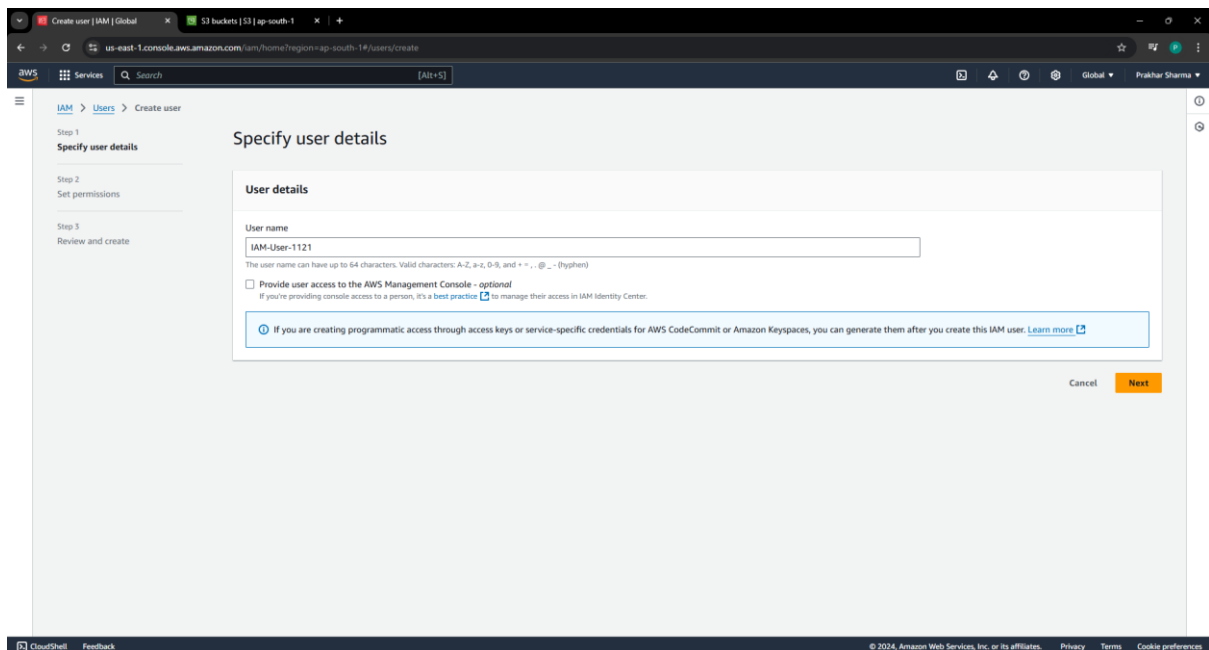 Create user | IAM | Global
S3 buckets | S3 | ap-south-1
us-east-1.console.aws.amazon.com/iam/home?region=ap-south-1#/users/create
aws
Services
Search
[Alt+S]
Global
Prakhar Sharma
IAM > Users > Create user
Step 1
Specify user details
Step 2
Set permissions
Step 3
Review and create
Specify user details
User details
User name
IAM-User-1121
The user name can have up to 64 characters. Valid characters: A-Z, a-z, 0-9, and + = , . @ _ - (hyphen)
Provide user access to the AWS Management Console - optional
If you're providing console access to a person, it's a best practice to manage their access in IAM Identity Center.
If you are creating programmatic access through access keys or service-specific credentials for AWS CodeCommit or Amazon Keyspaces, you can generate them after you create this IAM user. Learn more
Cancel
Next
CloudShell
Feedback
© 2024, Amazon Web Services, Inc. or its affiliates.
Privacy
Terms
Cookie preferences